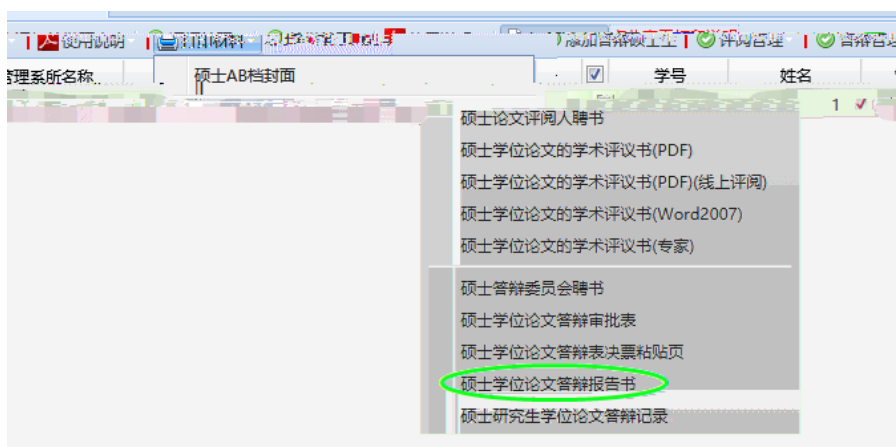 使用说明 打印材料 添加答辩硕士生 评阅管理
管理系所名称 硕士AB档封面 学号 姓名
1
硕士论文评阅人聘书
硕士学位论文的学术评议书(PDF)
硕士学位论文的学术评议书(PDF)(线上评阅)
硕士学位论文的学术评议书(Word2007)
硕士学位论文的学术评议书(专家)
硕士答辩委员会聘书
硕士学位论文答辩审批表
硕士学位论文答辩表决票粘贴页
硕士学位论文答辩报告书
硕士研究生学位论文答辩记录